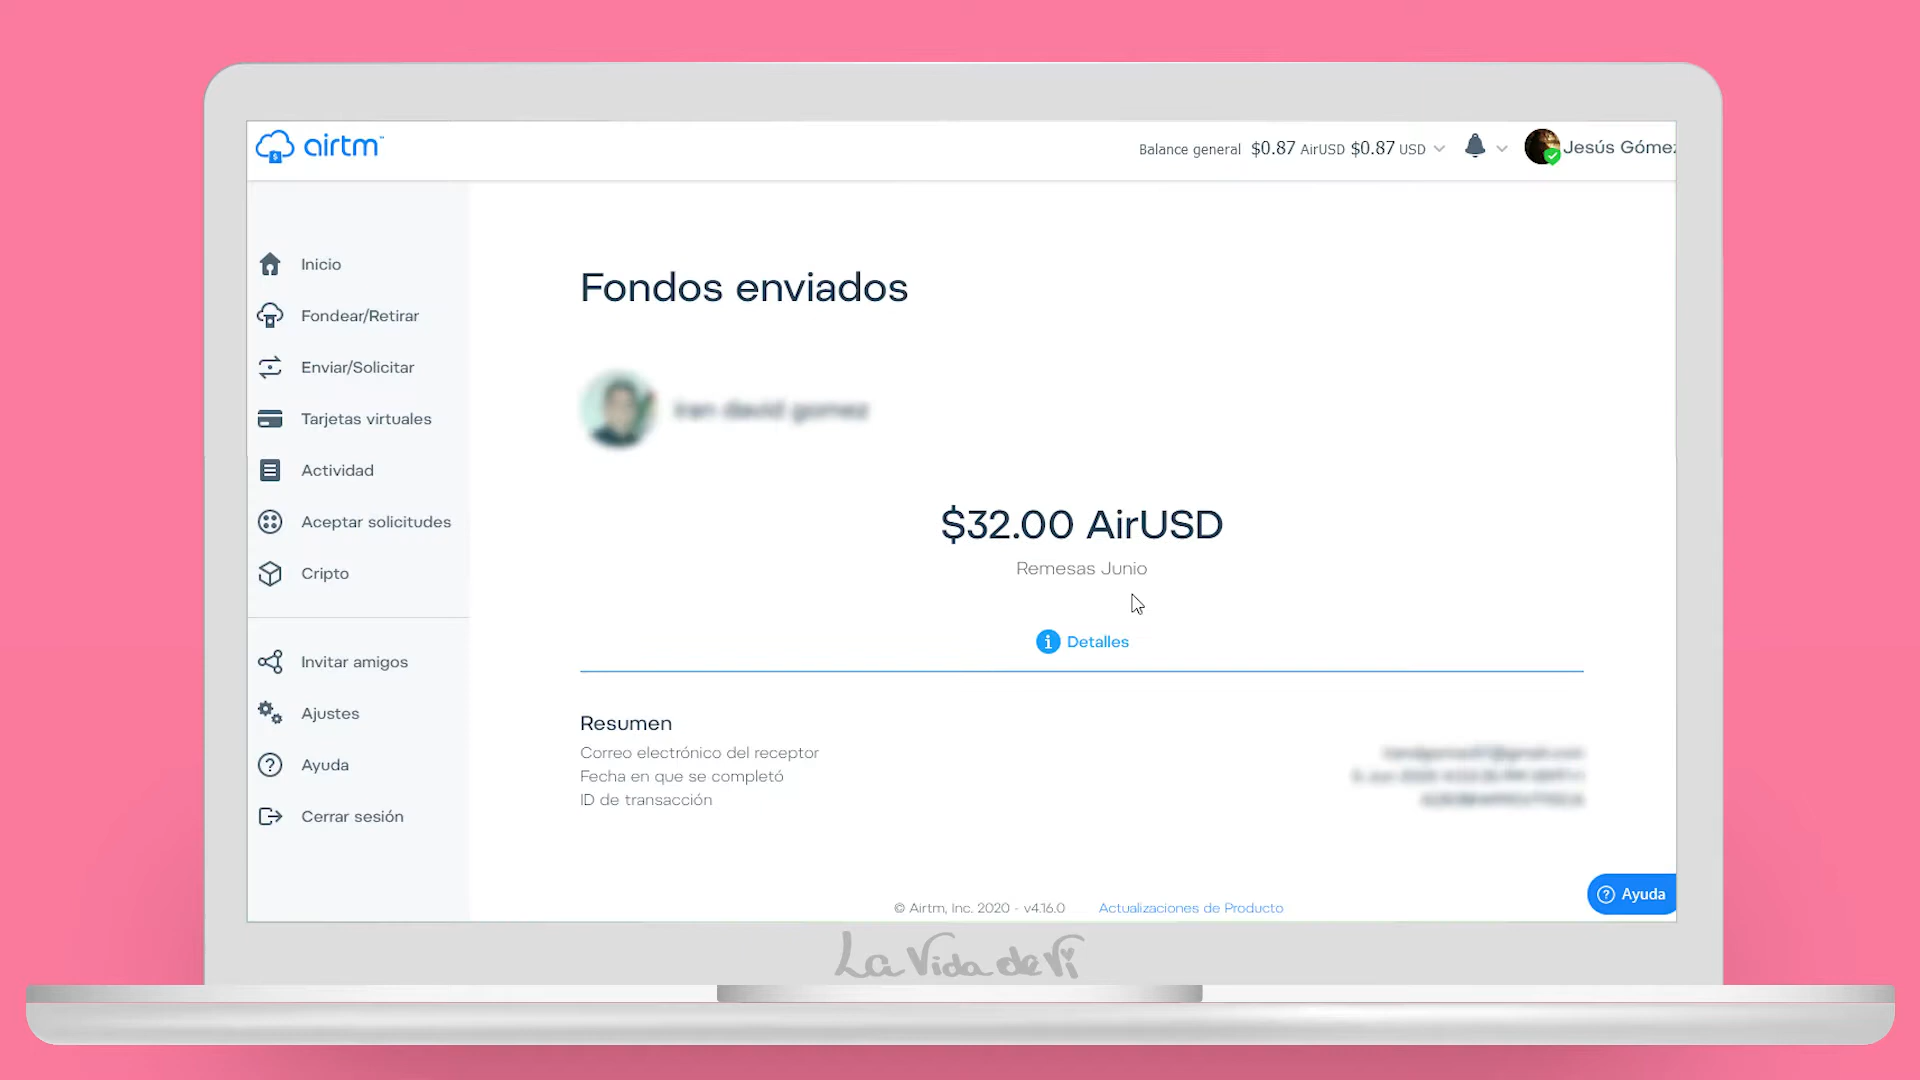 airtm™
Balance general $0.87 AirUSD $0.87 USD
Jesús Gómez
Inicio
Fondear/Retirar
Enviar/Solicitar
Tarjetas virtuales
Actividad
Aceptar solicitudes
Cripto
Invitar amigos
Ajustes
Ayuda
Cerrar sesión
Fondos enviados
$32.00 AirUSD
Remesas Junio
Detalles
Resumen
Correo electrónico del receptor
Fecha en que se completó
ID de transacción
© Airtm, Inc. 2020 - v4.16.0 Actualizaciones de Producto
Ayuda
La Vida de Vi